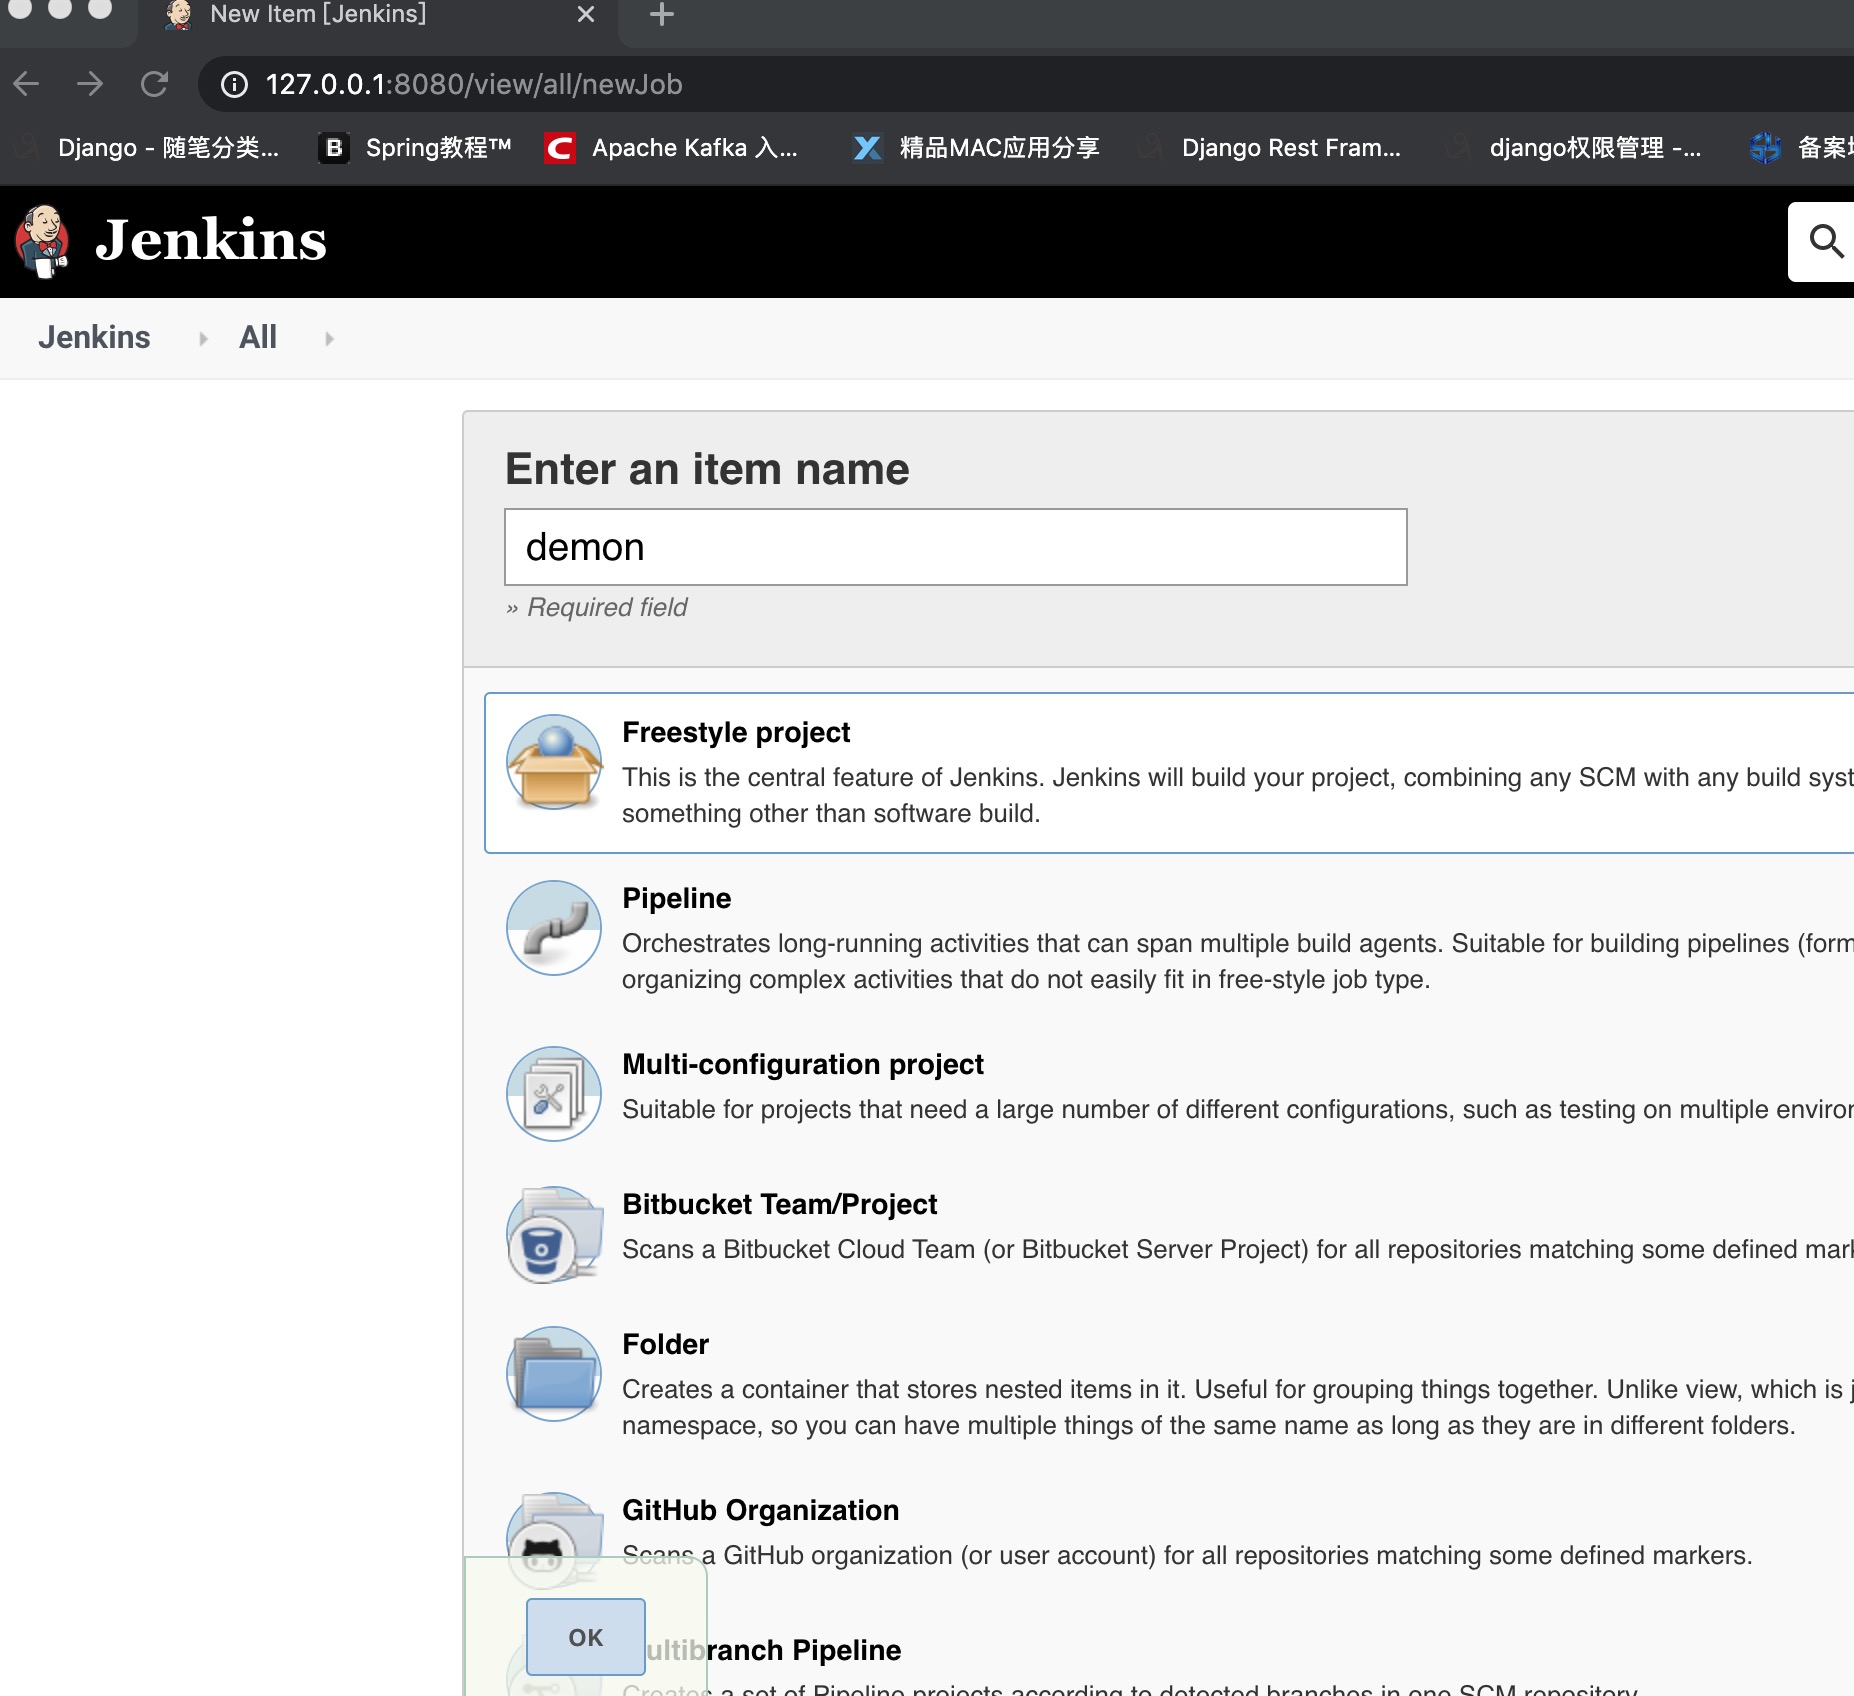 New Item [Jenkins]
127.0.0.1:8080/view/all/newJob
Django - 随笔分类... Spring教程™ Apache Kafka 入... 精品MAC应用分享 Django Rest Fram... django权限管理 -... 备案
Jenkins
Jenkins All
Enter an item name
demon
» Required field
Freestyle project
This is the central feature of Jenkins. Jenkins will build your project, combining any SCM with any build syst
something other than software build.
Pipeline
Orchestrates long-running activities that can span multiple build agents. Suitable for building pipelines (form
organizing complex activities that do not easily fit in free-style job type.
Multi-configuration project
Suitable for projects that need a large number of different configurations, such as testing on multiple environ
Bitbucket Team/Project
Scans a Bitbucket Cloud Team (or Bitbucket Server Project) for all repositories matching some defined mark
Folder
Creates a container that stores nested items in it. Useful for grouping things together. Unlike view, which is j
namespace, so you can have multiple things of the same name as long as they are in different folders.
GitHub Organization
Scans a GitHub organization (or user account) for all repositories matching some defined markers.
OK
ultibranch Pipeline
Creates a set of Pipeline projects according to detected branches in one SCM repository.